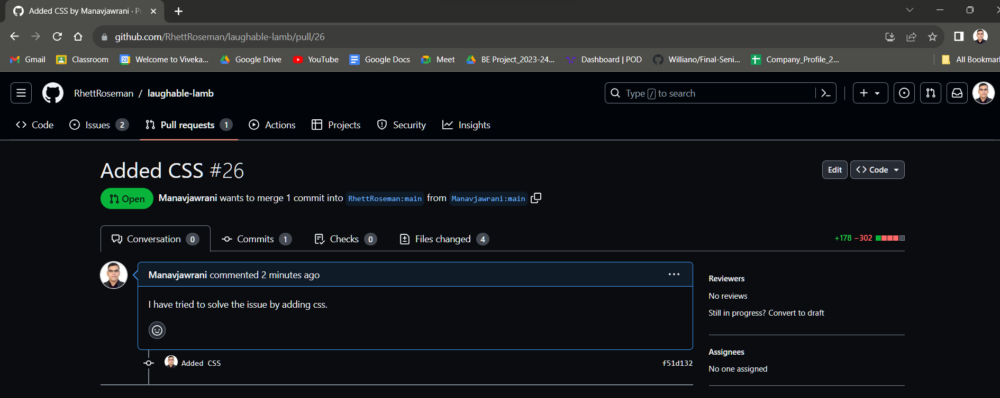 Added CSS by Manavjawrani · Pu
github.com/RhettRoseman/laughable-lamb/pull/26
Gmail Classroom 23 Welcome to Viveka... Google Drive YouTube Google Docs Meet BE Project_2023-24... Dashboard | POD Williano/Final-Seni... Company_Profile_2... All Bookmark
RhettRoseman / laughable-lamb Type / to search
Code Issues 2 Pull requests 1 Actions Projects Security Insights
Added CSS #26 Edit Code
Open Manavjawrani wants to merge 1 commit into RhettRoseman:main from Manavjawrani:main
Conversation 0 Commits 1 Checks 0 Files changed 4 +178 −302
Manavjawrani commented 2 minutes ago
I have tried to solve the issue by adding css.
Added CSS f51d132
Reviewers
No reviews
Still in progress? Convert to draft
Assignees
No one assigned